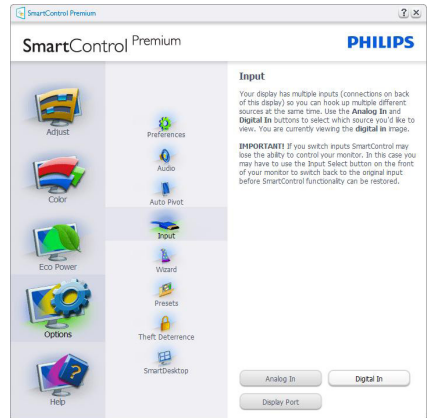 SmartControl Premium
SmartControl Premium
PHILIPS
Adjust
Color
Eco Power
Options
Help
Preferences
Audio
Auto Pivot
Input
Wizard
Presets
Theft Deterrence
SmartDesktop
Input
Your display has multiple inputs (connections on back
of this display) so you can hook up multiple different
sources at the same time. Use the Analog In and
Digital In buttons to select which source you'd like to
view. You are currently viewing the digital in image.
IMPORTANT! If you switch inputs SmartControl may
lose the ability to control your monitor. In this case you
may have to use the Input Select button on the front
of your monitor to switch back to the original input
before SmartControl functionality can be restored.
Analog In
Digital In
Display Port